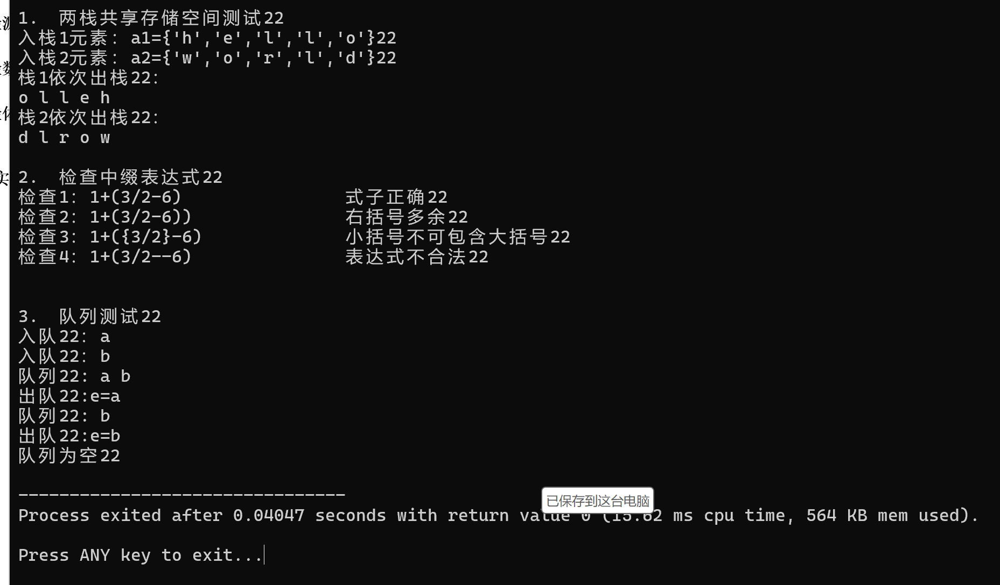 1. 两栈共享存储空间测试22
入栈1元素：a1={'h','e','l','l','o'}22
入栈2元素：a2={'w','o','r','l','d'}22
栈1依次出栈22：
o l l e h
栈2依次出栈22：
d l r o w
2. 检查中缀表达式22
检查1：1+(3/2-6) 式子正确22
检查2：1+(3/2-6)) 右括号多余22
检查3：1+({3/2}-6) 小括号不可包含大括号22
检查4：1+(3/2--6) 表达式不合法22
3. 队列测试22
入队22：a
入队22：b
队列22：a b
出队22:e=a
队列22：b
出队22:e=b
队列为空22
--------------------------------
已保存到这台电脑
Process exited after 0.04047 seconds with return value 0 (15.62 ms cpu time, 564 KB mem used).
Press ANY key to exit...